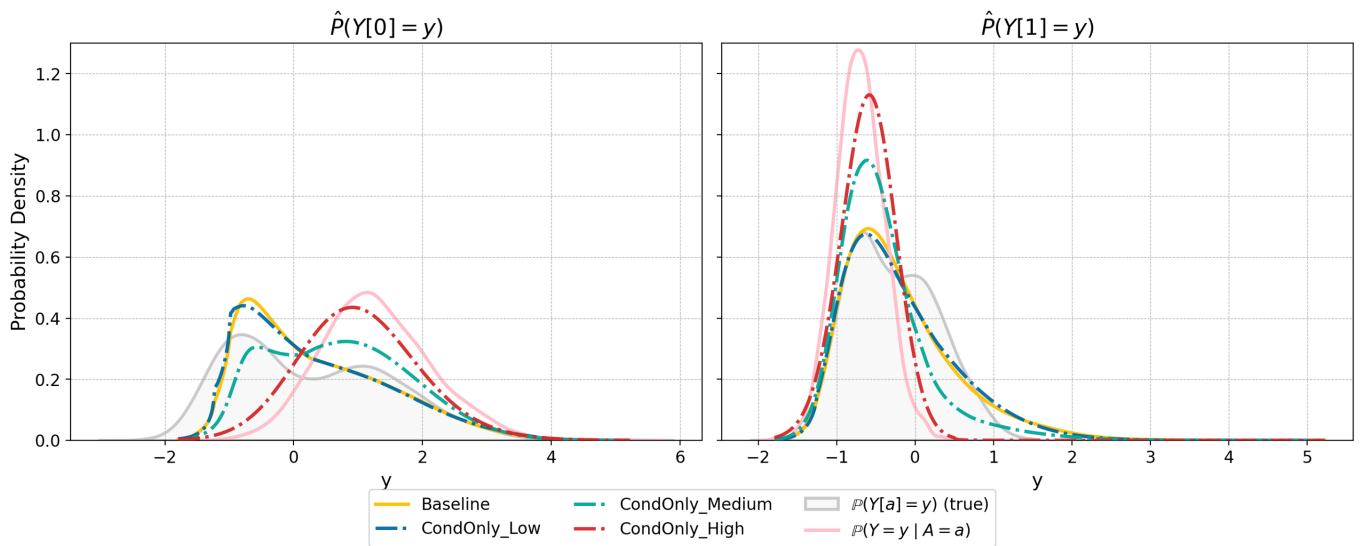 P̂(Y[0] = y)
P̂(Y[1] = y)
Probability Density
1.2
1.0
0.8
0.6
0.4
0.2
0.0
−2 0 2 4 6
−2 −1 0 1 2 3 4 5
y
y
Baseline
CondOnly_Low
CondOnly_Medium
CondOnly_High
ℙ(Y[a] = y) (true)
ℙ(Y = y | A = a)